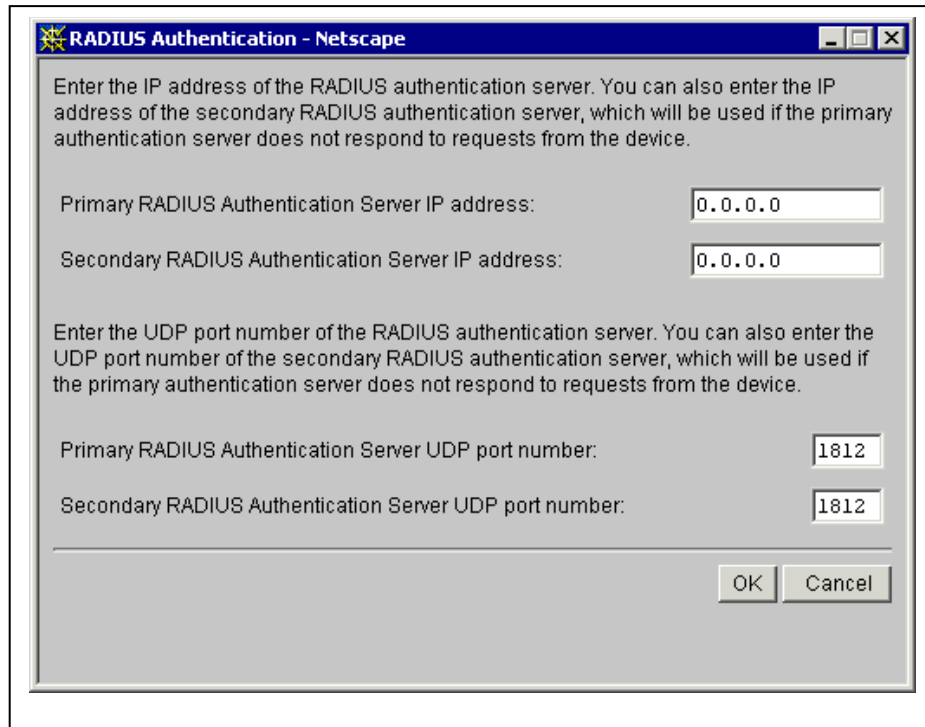 RADIUS Authentication - Netscape
Enter the IP address of the RADIUS authentication server. You can also enter the IP
address of the secondary RADIUS authentication server, which will be used if the primary
authentication server does not respond to requests from the device.
Primary RADIUS Authentication Server IP address: 0.0.0.0
Secondary RADIUS Authentication Server IP address: 0.0.0.0
Enter the UDP port number of the RADIUS authentication server. You can also enter the
UDP port number of the secondary RADIUS authentication server, which will be used if
the primary authentication server does not respond to requests from the device.
Primary RADIUS Authentication Server UDP port number: 1812
Secondary RADIUS Authentication Server UDP port number: 1812
OK Cancel